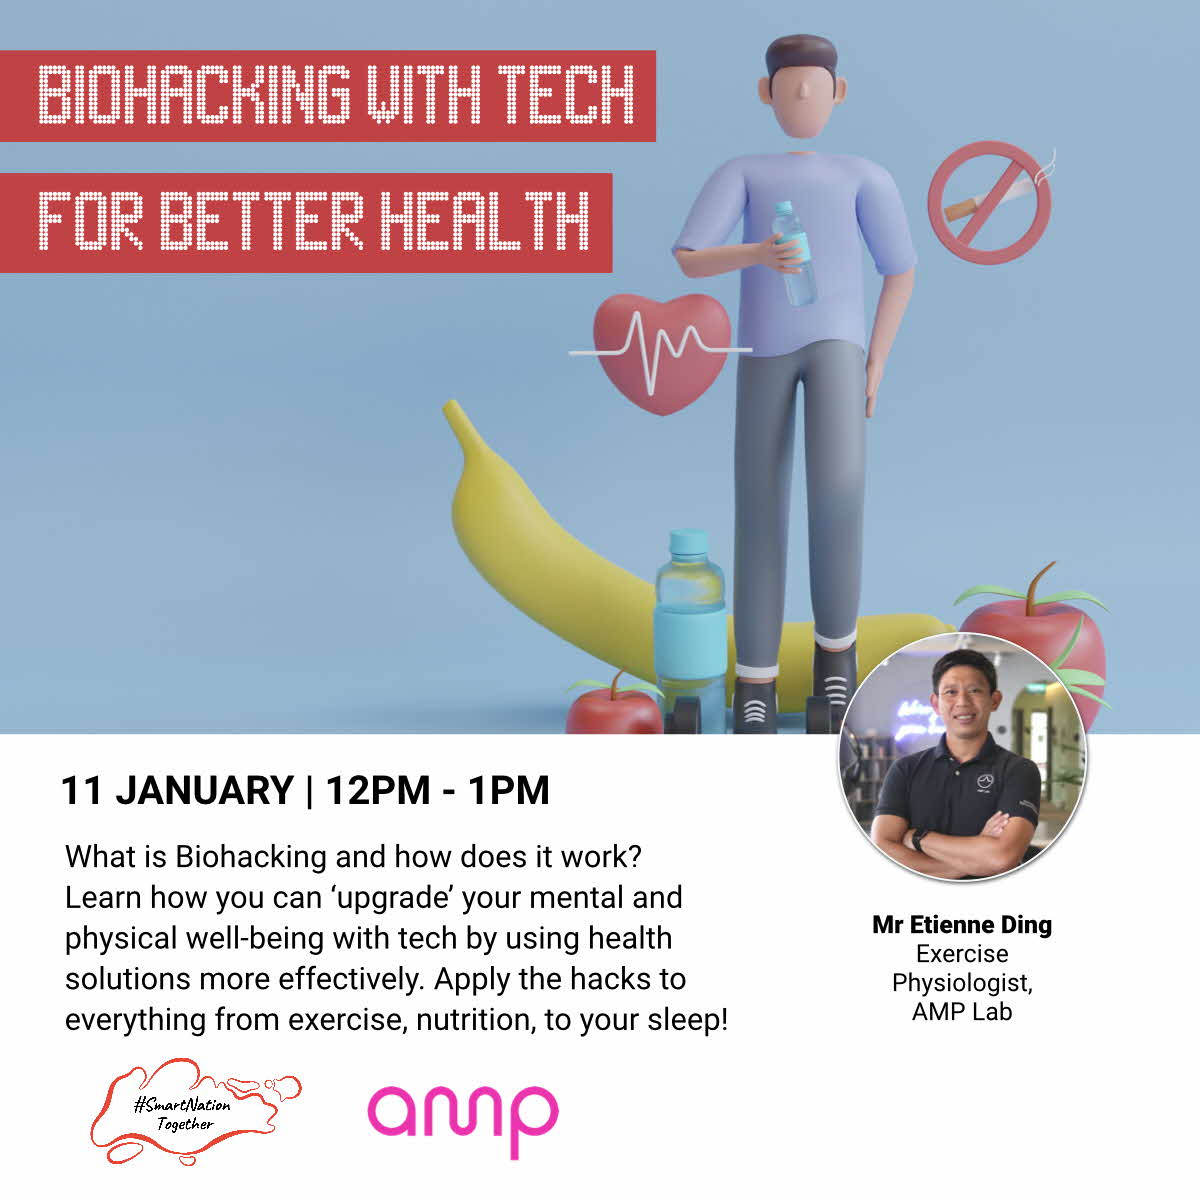 BIOHACKING WITH TECH
FOR BETTER HEALTH
11 JANUARY | 12PM - 1PM
What is Biohacking and how does it work?
Learn how you can ‘upgrade’ your mental and
physical well-being with tech by using health
solutions more effectively. Apply the hacks to
everything from exercise, nutrition, to your sleep!
Mr Etienne Ding
Exercise
Physiologist,
AMP Lab
#SmartNation
Together
amp